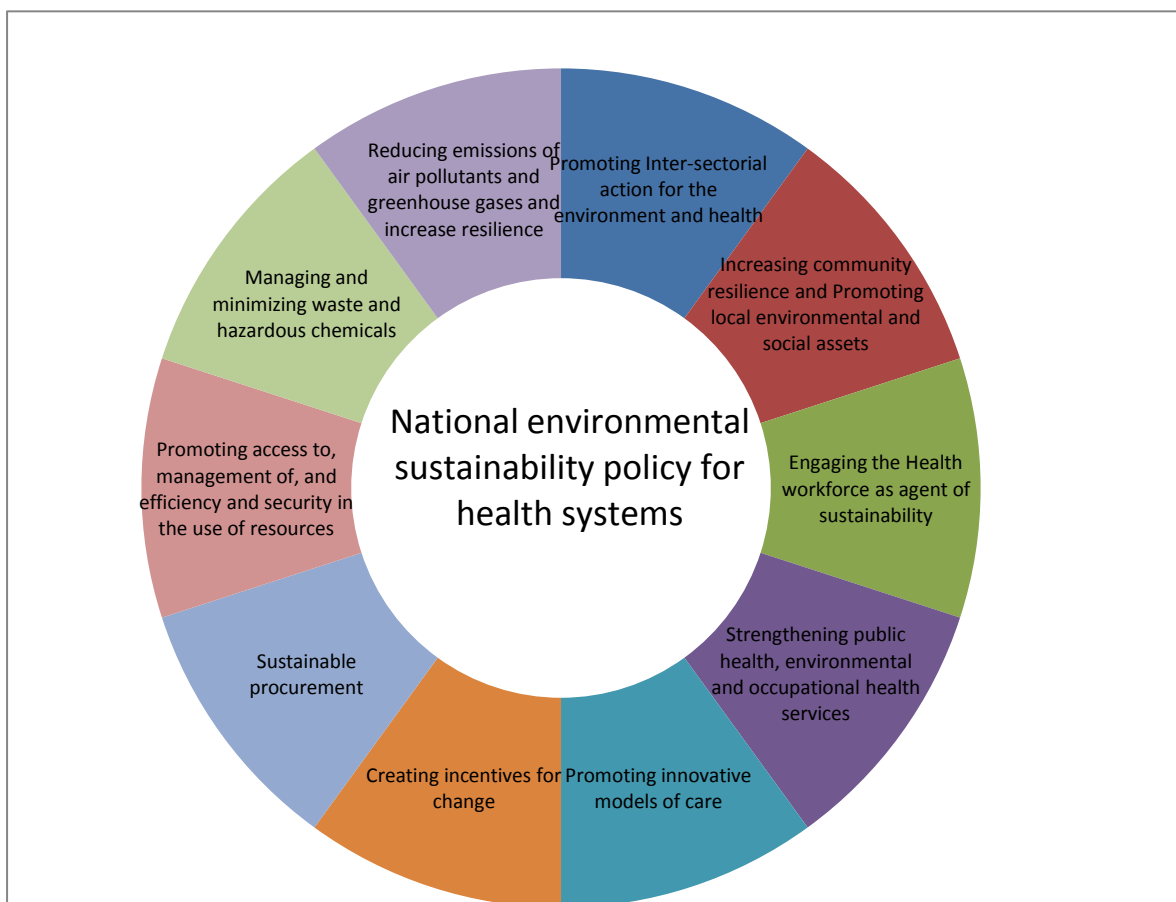 Reducing emissions of
air pollutants and
greenhouse gases and
increase resilience
Promoting Inter-sectorial
action for the
environment and health
Increasing community
resilience and Promoting
local environmental and
social assets
Engaging the Health
workforce as agent of
sustainability
Strengthening public
health, environmental
and occupational health
services
Promoting innovative
models of care
Creating incentives for
change
Sustainable
procurement
Promoting access to,
management of, and
efficiency and security in
the use of resources
Managing and
minimizing waste and
hazardous chemicals
National environmental
sustainability policy for
health systems